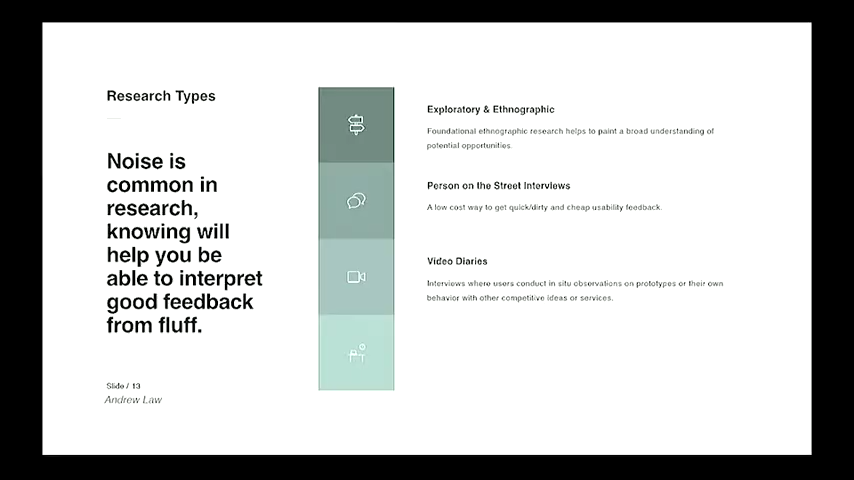 Research Types
Noise is
common in
research,
knowing will
help you be
able to interpret
good feedback
from fluff.
Slide / 13
Andrew Law
Exploratory & Ethnographic
Foundational ethnographic research helps to paint a broad understanding of
potential opportunities.
Person on the Street Interviews
A low cost way to get quick/dirty and cheap usability feedback.
Video Diaries
Interviews where users conduct in situ observations on prototypes or their own
behavior with other competitive ideas or services.